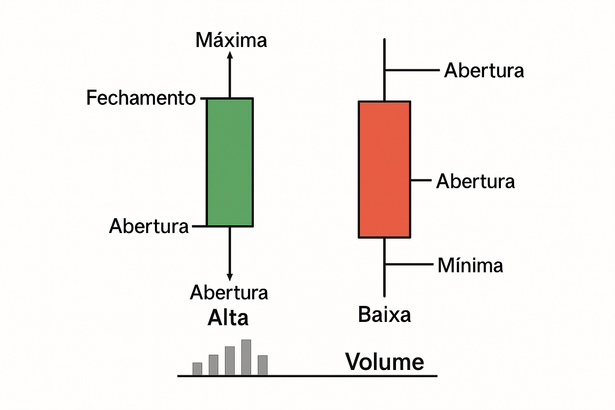 Máxima
Fechamento
Abertura
Abertura
Alta
Abertura
Abertura
Mínima
Baixa
Volume